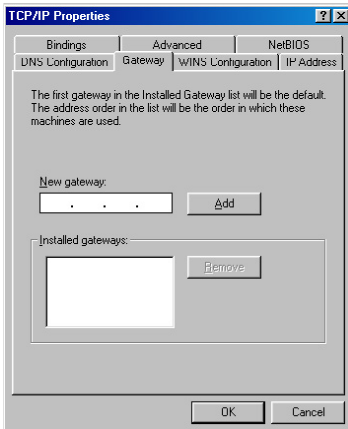 TCP/IP Properties
Bindings Advanced NetBIOS
DNS Configuration Gateway WINS Configuration IP Address
The first gateway in the Installed Gateway list will be the default.
The address order in the list will be the order in which these
machines are used.
New gateway:
. . .
Add
Installed gateways:
Remove
OK Cancel